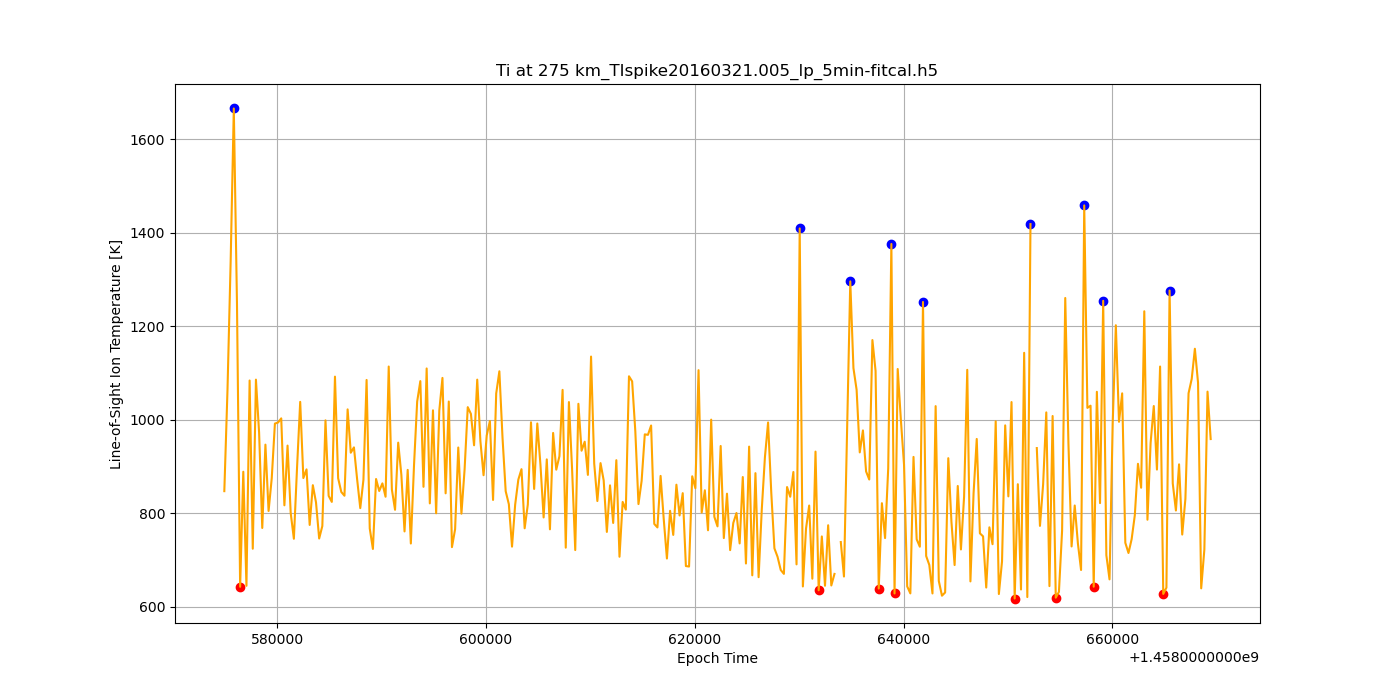 Ti at 275 km_TIspike20160321.005_lp_5min-fitcal.h5
Line-of-Sight Ion Temperature [K]
1600
1400
1200
1000
800
600
580000 600000 620000 640000 660000
Epoch Time
+1.4580000000e9